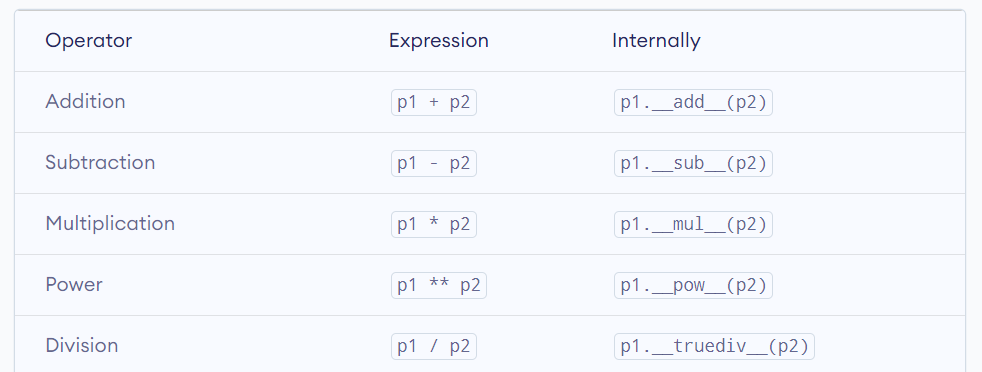 Operator Expression Internally
Addition p1 + p2 p1.__add__(p2)
Subtraction p1 - p2 p1.__sub__(p2)
Multiplication p1 * p2 p1.__mul__(p2)
Power p1 ** p2 p1.__pow__(p2)
Division p1 / p2 p1.__truediv__(p2)